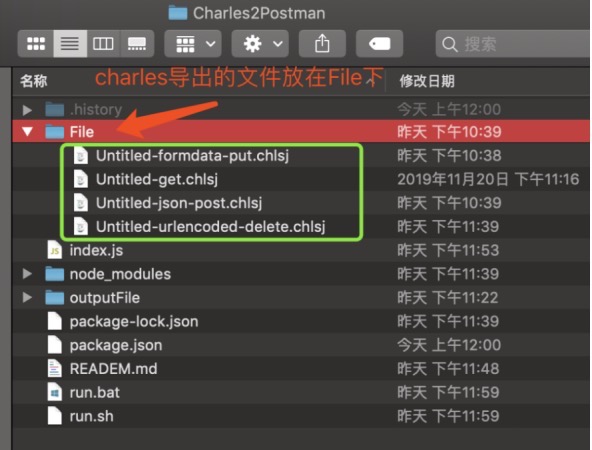 Charles2Postman
搜索
名称
charles导出的文件放在File下
修改日期
.history 今天 上午12:00
File 昨天 下午10:39
Untitled-formdata-put.chlsj 昨天 下午10:38
Untitled-get.chlsj 2019年11月20日 下午11:16
Untitled-json-post.chlsj 昨天 下午10:39
Untitled-urlencoded-delete.chlsj 昨天 下午11:39
index.js 昨天 下午11:53
node_modules 昨天 下午11:39
outputFile 昨天 下午11:22
package-lock.json 昨天 下午11:39
package.json 今天 上午12:00
READEM.md 昨天 下午11:48
run.bat 昨天 下午11:59
run.sh 昨天 下午11:59